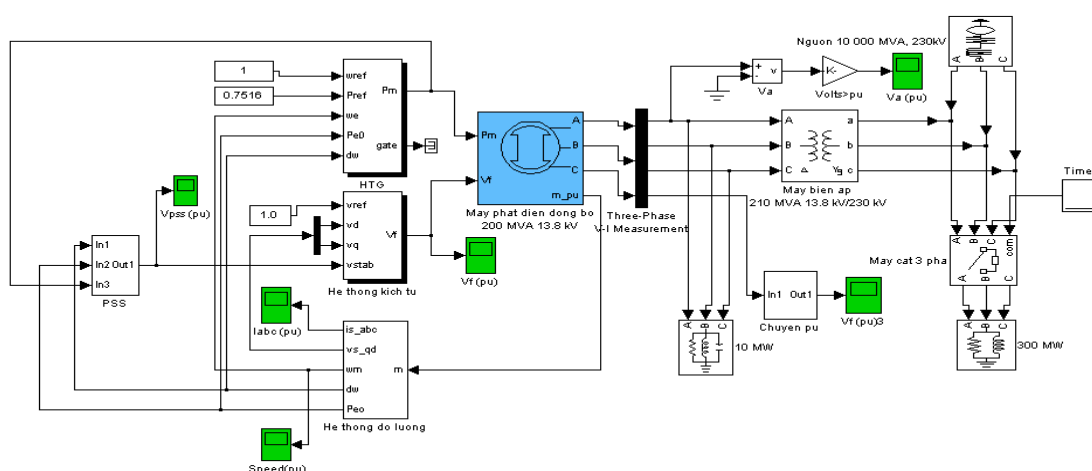 Nguon 10 000 MVA, 230kV
A B C
1
0.7516
wref
Pref
we
Pe0
dw
Pm
gate
HTG
+
-
v
Va
K-
Volts>pu
Va (pu)
Pm
Vf
A
B
C
m_pu
May phat dien dong bo
200 MVA 13.8 kV
Three-Phase
V-I Measurement
A
B
C
a
b
c
Δ
Yg
May bien ap
210 MVA 13.8 kV/230 kV
Time
Vpss (pu)
1.0
vref
vd
vq
vstab
Vf
He thong kich tu
Vf (pu)
In1
In2
In3
Out1
PSS
A B C com
A B C
May cat 3 pha
Iabc (pu)
is_abc
vs_qd
wm
dw
Peo
m
He thong do luong
A B C
10 MW
In1 Out1
Chuyen pu
Vf (pu)3
A B C
300 MW
Speed(pu)